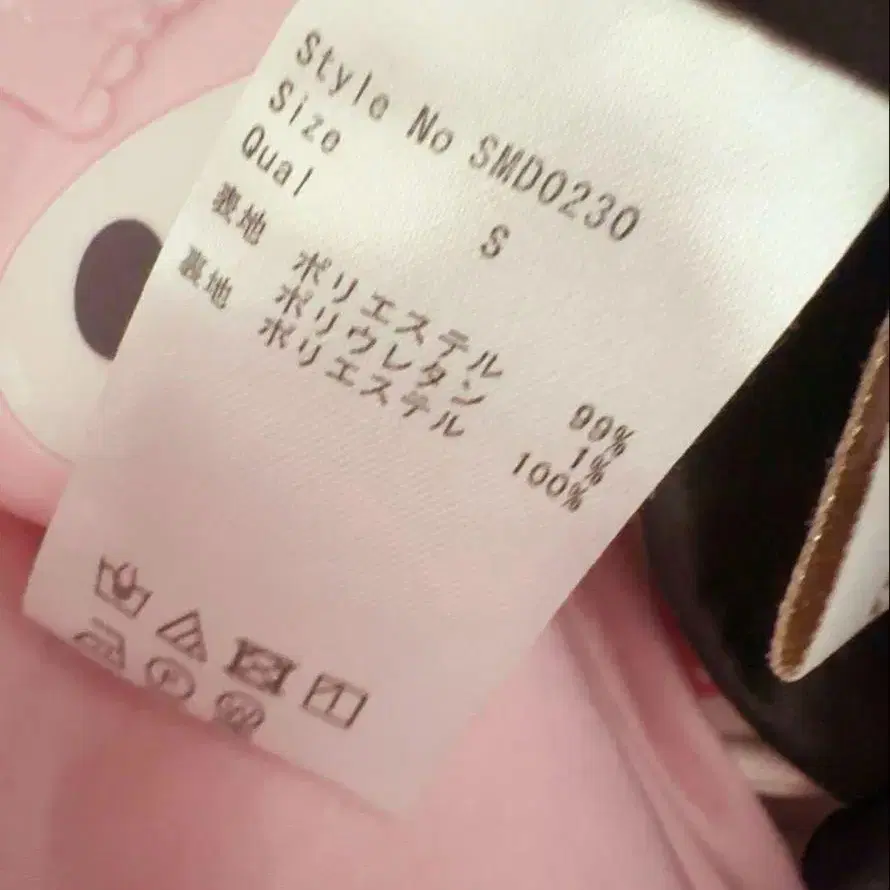 Style No SMD0230
Size S
Qual
表地 ポリエステル 99%
ポリウレタン 1%
裏地 ポリエステル 100%